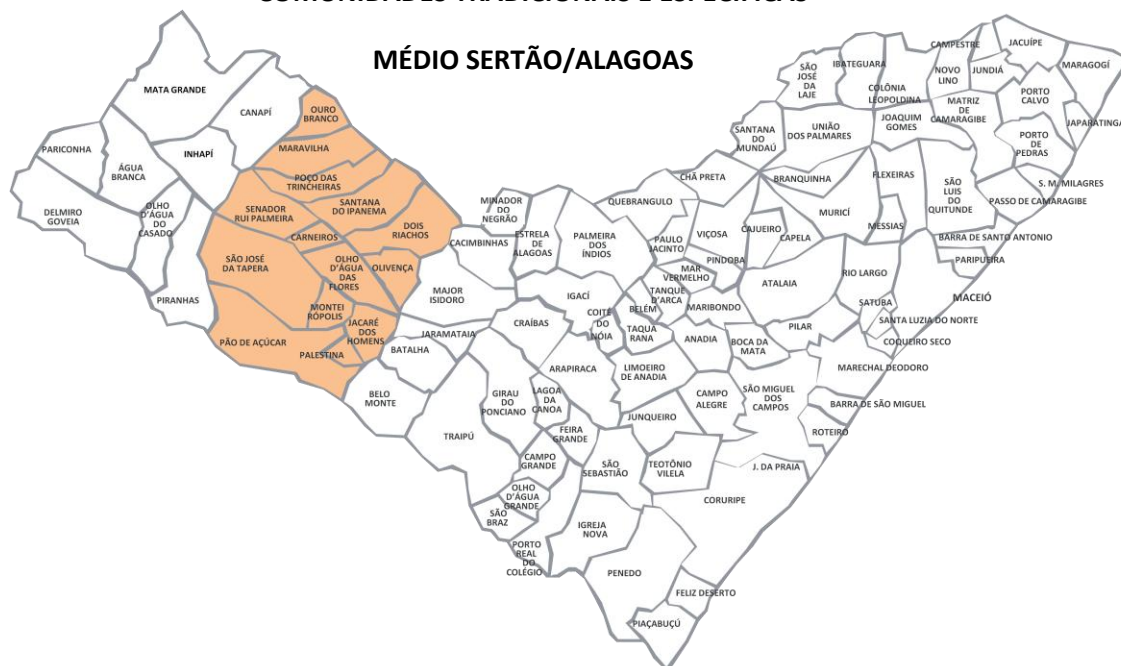 COMUNIDADES TRADICIONAIS E ESPECÍFICAS
MÉDIO SERTÃO/ALAGOAS
MATA GRANDE
CANAPÍ
OURO
BRANCO
MARAVILHA
PARICONHA
ÁGUA
BRANCA
INHAPÍ
POÇO DAS
TRINCHEIRAS
DELMIRO
GOVEIA
OLHO
D'ÁGUA
DO
CASADO
SENADOR
RUI PALMEIRA
SANTANA
DO IPANEMA
DOIS
RIACHOS
CARNEIROS
SÃO JOSÉ
DA TAPERA
OLHO
D'ÁGUA
DAS
FLORES
OLIVENÇA
PIRANHAS
MONTEI
RÓPOLIS
JACARÉ
DOS
HOMENS
PÃO DE AÇÚCAR
PALESTINA
MINADOR
DO
NEGRÃO
CACIMBINHAS
ESTRELA
DE
ALAGOAS
PALMEIRA
DOS
ÍNDIOS
MAJOR
ISIDORO
JARAMATAIA
BATALHA
BELO
MONTE
IGACÍ
CRAÍBAS
COITÉ
DO
NÓIA
ARAPIRACA
TRAIPÚ
GIRAU
DO
PONCIANO
LAGOA
DA
CANOA
FEIRA
GRANDE
CAMPO
GRANDE
OLHO
D'ÁGUA
GRANDE
SÃO
BRAZ
PORTO
REAL
DO
COLÉGIO
SÃO
SEBASTIÃO
IGREJA
NOVA
PENEDO
PIAÇABUÇÚ
FELIZ DESERTO
CORURIPE
J. DA PRAIA
TEOTÔNIO
VILELA
JUNQUEIRO
CAMPO
ALEGRE
LIMOEIRO
DE ANADIA
TAQUA
RANA
BELÉM
TANQUE
D'ARCA
MAR
VERMELHO
MARIBONDO
ANADIA
BOCA DA
MATA
SÃO MIGUEL
DOS
CAMPOS
ROTEIRO
BARRA DE SÃO MIGUEL
MARECHAL DEODORO
PILAR
COQUEIRO SECO
SANTA LUZIA DO NORTE
SATUBA
RIO LARGO
MACEIÓ
ATALAIA
PINDOBA
VIÇOSA
PAULO
JACINTO
QUEBRANGULO
CHÃ PRETA
CAJUEIRO
CAPELA
MURICÍ
MESSIAS
BRANQUINHA
FLEXEIRAS
SÃO
LUIS
DO
QUITUNDE
PARIPUEIRA
BARRA DE SANTO ANTONIO
PASSO DE CAMARAGIBE
S. M. MILAGRES
PORTO
DE
PEDRAS
JAPARATINGA
PORTO
CALVO
MARAGOGÍ
JACUÍPE
JUNDIÁ
CAMPESTRE
NOVO
LINO
MATRIZ
DE
CAMARAGIBE
JOAQUIM
GOMES
COLÔNIA
LEOPOLDINA
IBATEGUARA
SÃO
JOSÉ
DA
LAJE
UNIÃO
DOS PALMARES
SANTANA
DO
MUNDAÚ